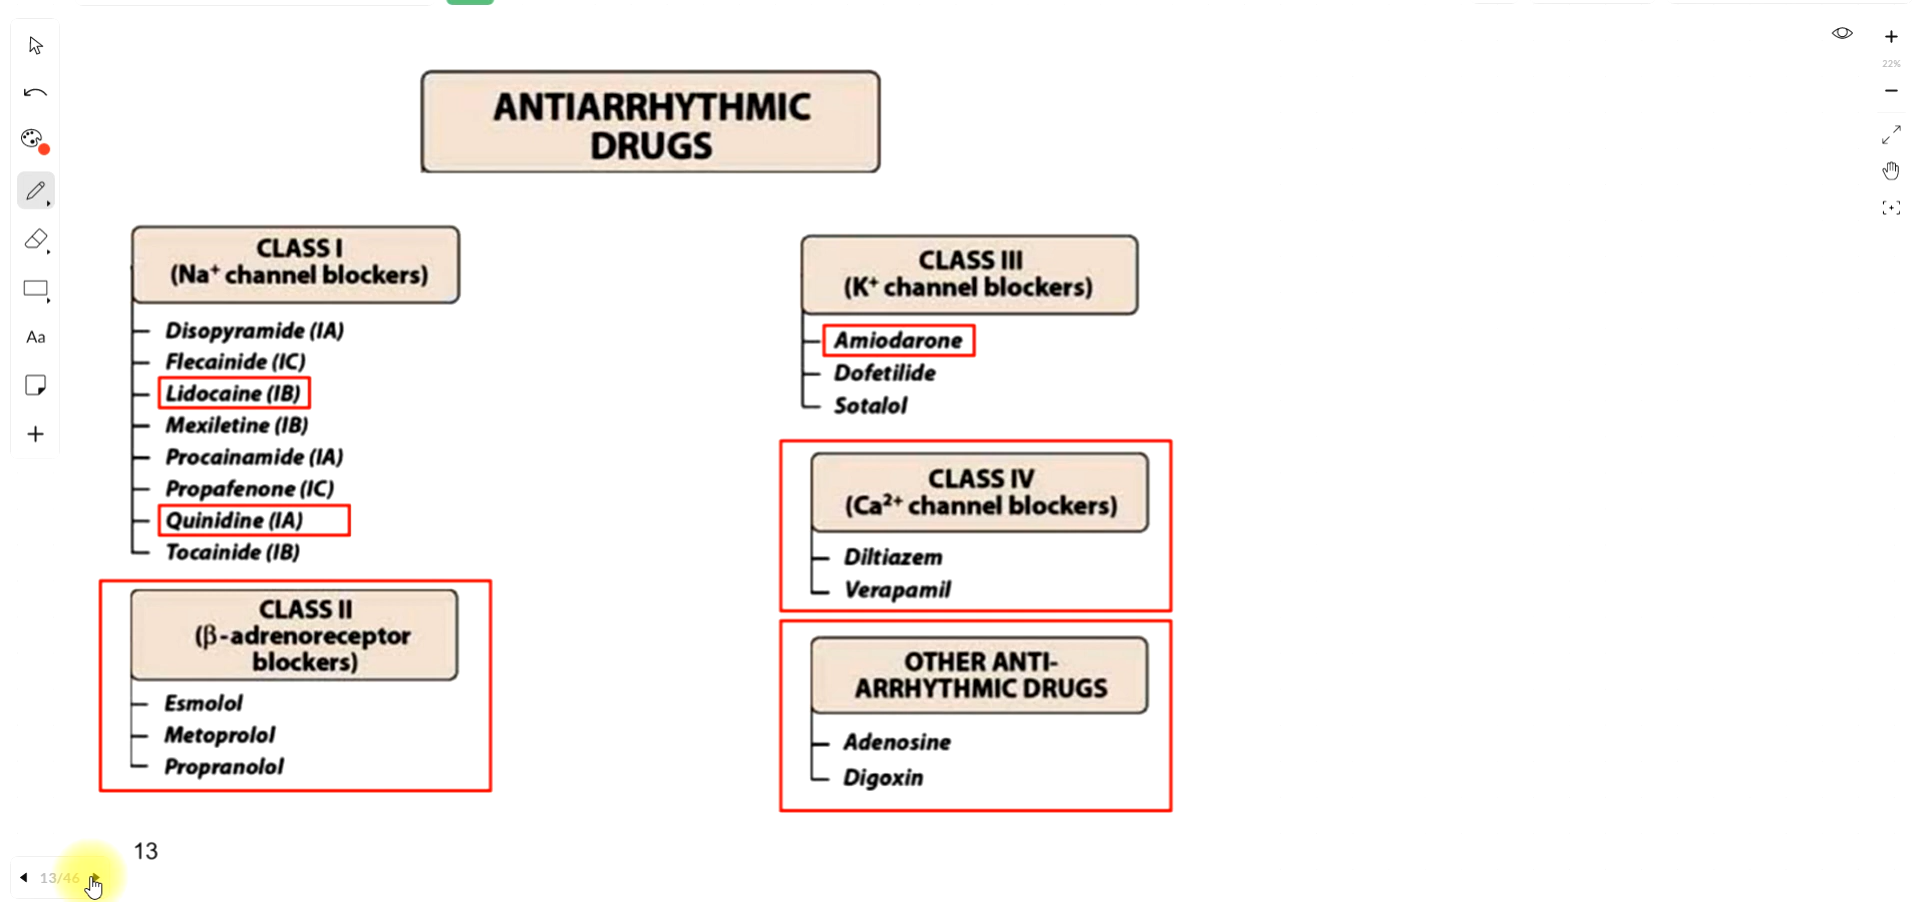 ANTIARRHYTHMIC
DRUGS
CLASS I
(Na⁺ channel blockers)
Disopyramide (IA)
Flecainide (IC)
Lidocaine (IB)
Mexiletine (IB)
Procainamide (IA)
Propafenone (IC)
Quinidine (IA)
Tocainide (IB)
CLASS II
(β-adrenoreceptor
blockers)
Esmolol
Metoprolol
Propranolol
CLASS III
(K⁺ channel blockers)
Amiodarone
Dofetilide
Sotalol
CLASS IV
(Ca²⁺ channel blockers)
Diltiazem
Verapamil
OTHER ANTI-
ARRHYTHMIC DRUGS
Adenosine
Digoxin
13
13/46
Aa
22%